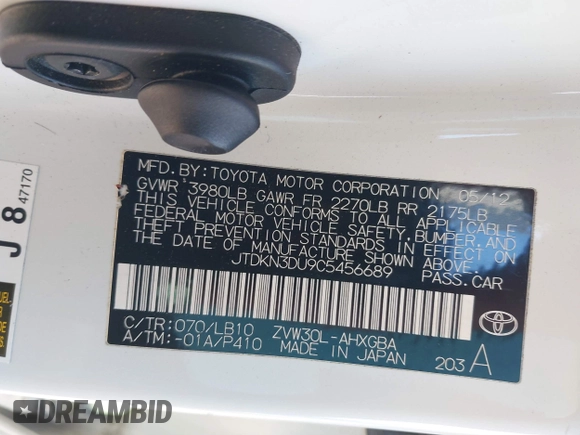 MFD. BY: TOYOTA MOTOR CORPORATION 05/12
GVWR 3980LB GAWR FR 2270LB RR 2175LB
THIS VEHICLE CONFORMS TO ALL APPLICABLE
FEDERAL MOTOR VEHICLE SAFETY, BUMPER, AND
THEFT PREVENTION STANDARDS IN EFFECT ON
THE DATE OF MANUFACTURE SHOWN ABOVE.
JTDKN3DU9C5456689 PASS.CAR
C/TR: 070/LB10 ZVW30L-AHXGBA
A/TM: -01A/P410 MADE IN JAPAN 203 A
TOYOTA
J 8 47170
DREAMBID